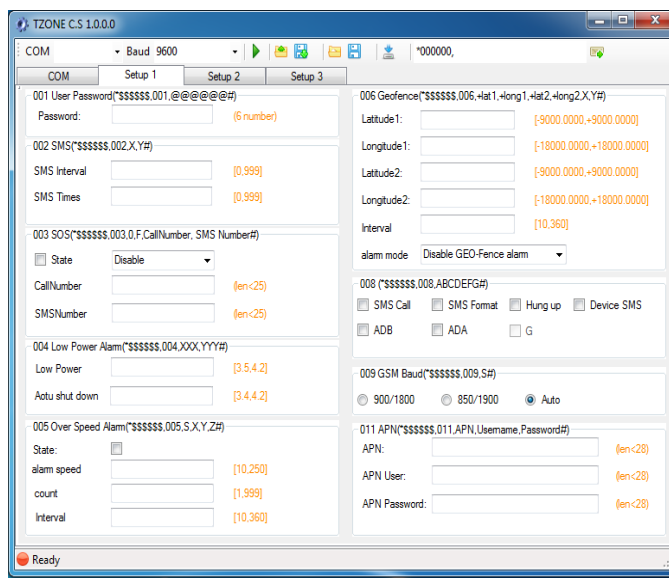 TZONE C.S 1.0.0.0
COM Baud 9600 *000000,
COM Setup 1 Setup 2 Setup 3
001 User Password(*$$$$$$,001,@@@@@@#)
Password: (6 number)
002 SMS(*$$$$$$,002,X,Y#)
SMS Interval [0,999]
SMS Times [0,999]
003 SOS(*$$$$$$,003,0,F,CallNumber, SMS Number#)
State Disable
CallNumber (len<25)
SMSNumber (len<25)
004 Low Power Alarm(*$$$$$$,004,XXX,YYY#)
Low Power [3.5,4.2]
Aotu shut down [3.4,4.2]
005 Over Speed Alarm(*$$$$$$,005,S,X,Y,Z#)
State:
alarm speed [10,250]
count [1,999]
Interval [10,360]
006 Geofence(*$$$$$$,006,+lat1,+long1,+lat2,+long2,X,Y#)
Latitude1: [-9000.0000,+9000.0000]
Longitude1: [-18000.0000,+18000.0000]
Latitude2: [-9000.0000,+9000.0000]
Longitude2: [-18000.0000,+18000.0000]
Interval [10,360]
alarm mode Disable GEO-Fence alarm
008 (*$$$$$$,008,ABCDEFG#)
SMS Call SMS Format Hung up Device SMS
ADB ADA G
009 GSM Baud(*$$$$$$,009,S#)
900/1800 850/1900 Auto
011 APN(*$$$$$$,011,APN,Username,Password#)
APN: (len<28)
APN User: (len<28)
APN Password: (len<28)
Ready